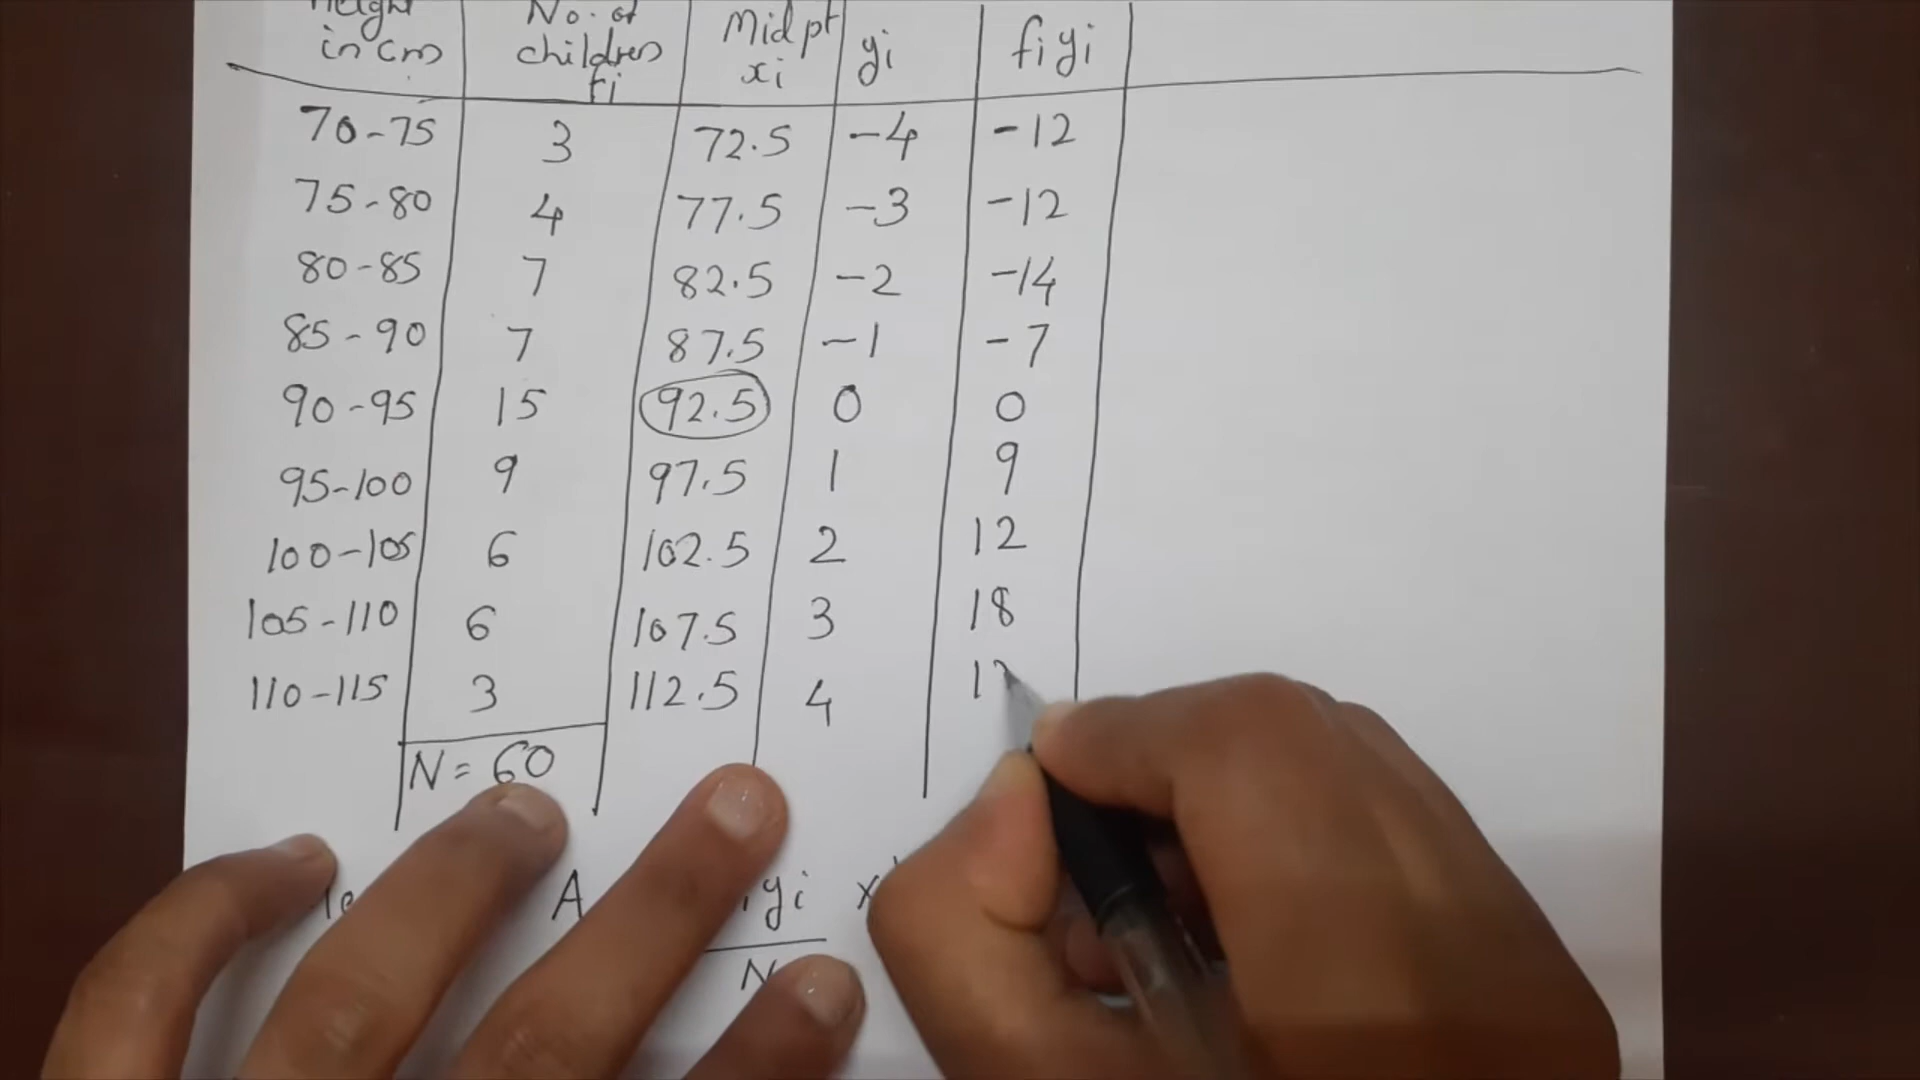 Height in cm | No. of children fi | Mid pt xi | yi | fiyi
70-75 | 3 | 72.5 | -4 | -12
75-80 | 4 | 77.5 | -3 | -12
80-85 | 7 | 82.5 | -2 | -14
85-90 | 7 | 87.5 | -1 | -7
90-95 | 15 | 92.5 | 0 | 0
95-100 | 9 | 97.5 | 1 | 9
100-105 | 6 | 102.5 | 2 | 12
105-110 | 6 | 107.5 | 3 | 18
110-115 | 3 | 112.5 | 4 | 12
N = 60
A yi x
N